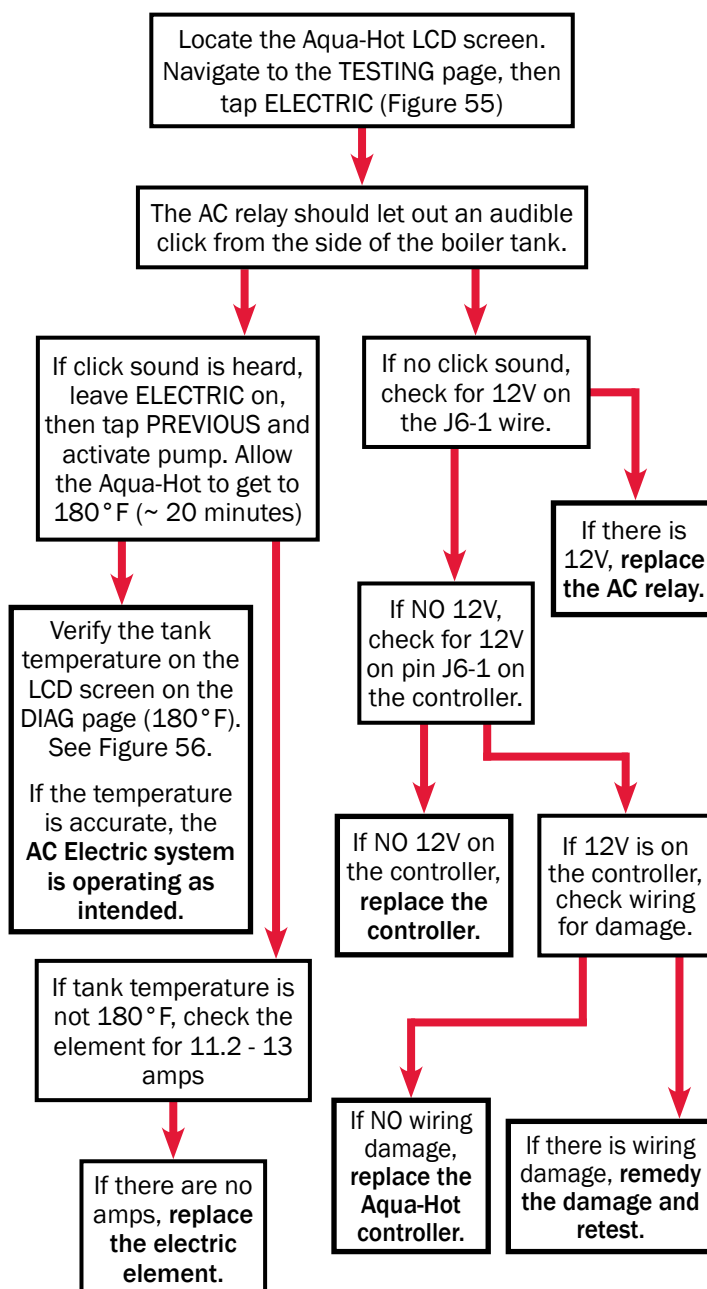 Locate the Aqua-Hot LCD screen.
Navigate to the TESTING page, then
tap ELECTRIC (Figure 55)
The AC relay should let out an audible
click from the side of the boiler tank.
If click sound is heard,
leave ELECTRIC on,
then tap PREVIOUS and
activate pump. Allow
the Aqua-Hot to get to
180°F (~ 20 minutes)
If no click sound,
check for 12V on
the J6-1 wire.
If there is
12V, replace
the AC relay.
If NO 12V,
check for 12V
on pin J6-1 on
the controller.
Verify the tank
temperature on the
LCD screen on the
DIAG page (180°F).
See Figure 56.
If the temperature
is accurate, the
AC Electric system
is operating as
intended.
If NO 12V on
the controller,
replace the
controller.
If 12V is on
the controller,
check wiring
for damage.
If tank temperature is
not 180°F, check the
element for 11.2 - 13
amps
If NO wiring
damage,
replace the
Aqua-Hot
controller.
If there is wiring
damage, remedy
the damage and
retest.
If there are no
amps, replace
the electric
element.